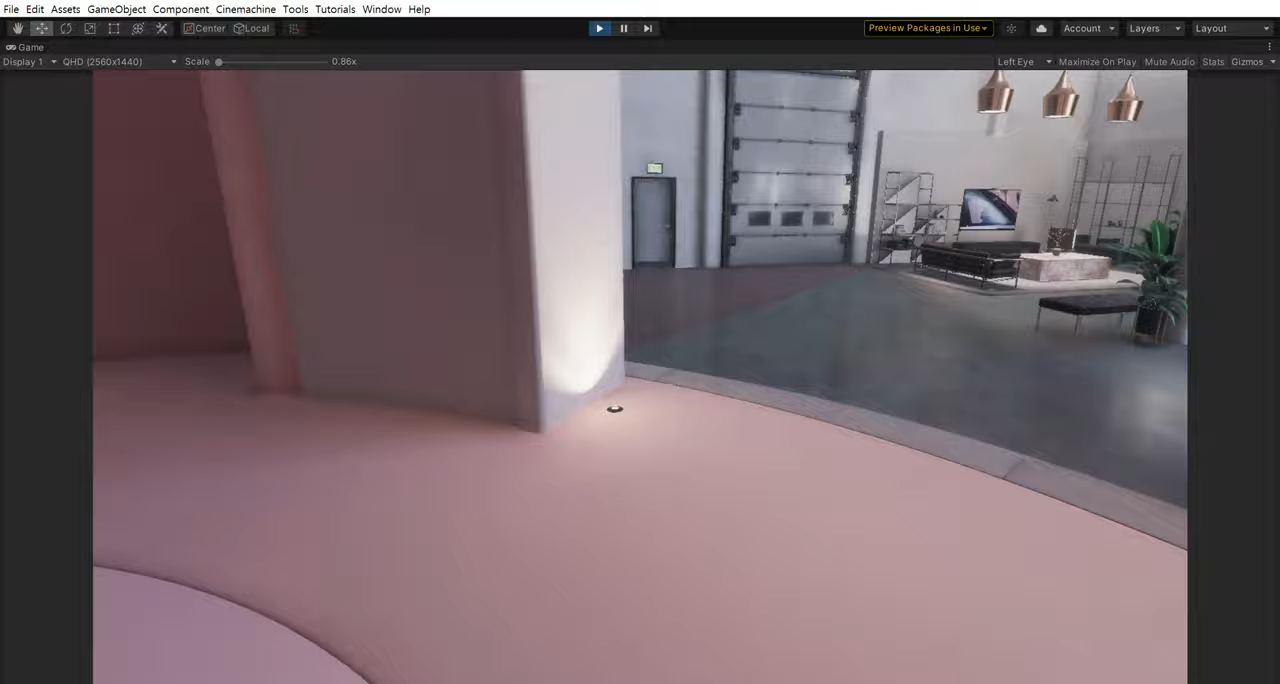 File Edit Assets GameObject Component Cinemachine Tools Tutorials Window Help
Center Local Preview Packages in Use Account Layers Layout
Game
Display 1 QHD (2560x1440) Scale 0.86x Left Eye Maximize On Play Mute Audio Stats Gizmos